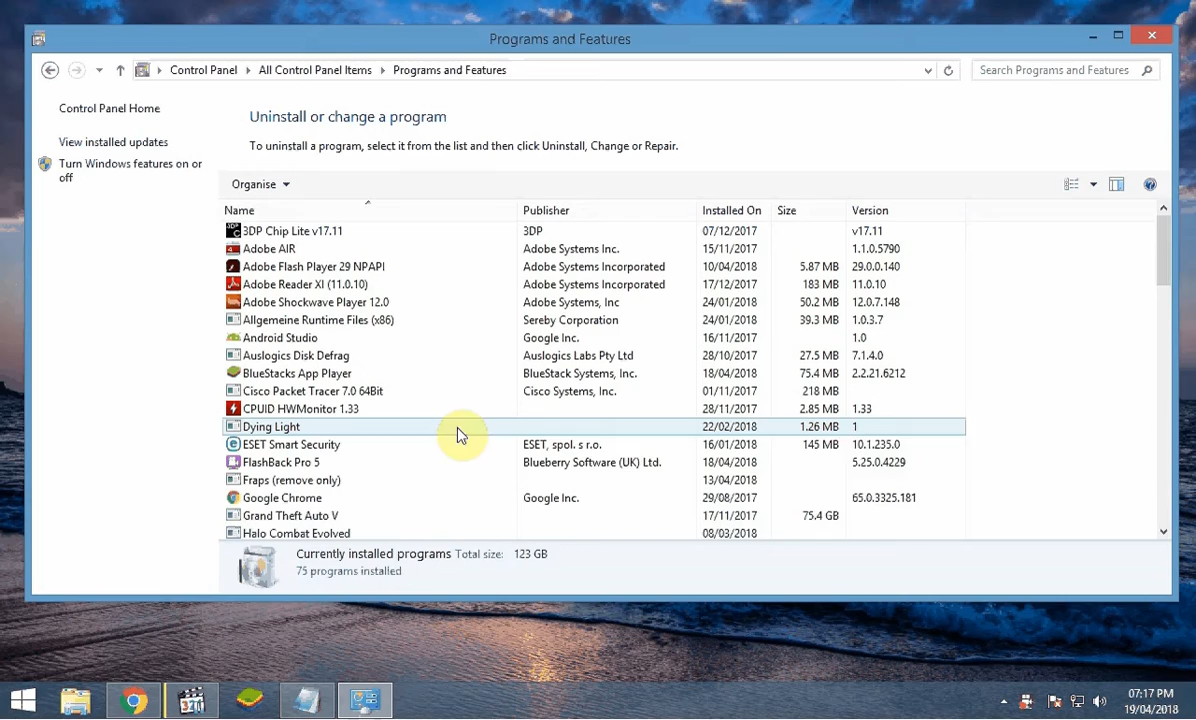 Programs and Features
Control Panel All Control Panel Items Programs and Features Search Programs and Features
Control Panel Home
View installed updates
Turn Windows features on or
off
Uninstall or change a program
To uninstall a program, select it from the list and then click Uninstall, Change or Repair.
Organise
Name Publisher Installed On Size Version
3DP Chip Lite v17.11 3DP 07/12/2017 v17.11
Adobe AIR Adobe Systems Inc. 15/11/2017 1.1.0.5790
Adobe Flash Player 29 NPAPI Adobe Systems Incorporated 10/04/2018 5.87 MB 29.0.0.140
Adobe Reader XI (11.0.10) Adobe Systems Incorporated 17/12/2017 183 MB 11.0.10
Adobe Shockwave Player 12.0 Adobe Systems, Inc 24/01/2018 50.2 MB 12.0.7.148
Allgemeine Runtime Files (x86) Sereby Corporation 24/01/2018 39.3 MB 1.0.3.7
Android Studio Google Inc. 16/11/2017 1.0
Auslogics Disk Defrag Auslogics Labs Pty Ltd 28/10/2017 27.5 MB 7.1.4.0
BlueStacks App Player BlueStack Systems, Inc. 18/04/2018 75.4 MB 2.2.21.6212
Cisco Packet Tracer 7.0 64Bit Cisco Systems, Inc. 01/11/2017 218 MB
CPUID HWMonitor 1.33 28/11/2017 2.85 MB 1.33
Dying Light 22/02/2018 1.26 MB 1
ESET Smart Security ESET, spol. s r.o. 16/01/2018 145 MB 10.1.235.0
FlashBack Pro 5 Blueberry Software (UK) Ltd. 18/04/2018 5.25.0.4229
Fraps (remove only) 13/04/2018
Google Chrome Google Inc. 29/08/2017 65.0.3325.181
Grand Theft Auto V 17/11/2017 75.4 GB
Halo Combat Evolved 08/03/2018
Currently installed programs Total size: 123 GB
75 programs installed
321
07:17 PM
19/04/2018